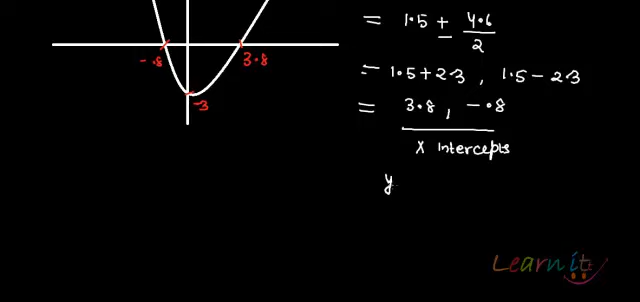 = 1.5 ± 4.6/2
= 1.5+2.3, 1.5-2.3
= 3.8, -.8
x intercepts
y
-.8
3.8
-3
Learnit